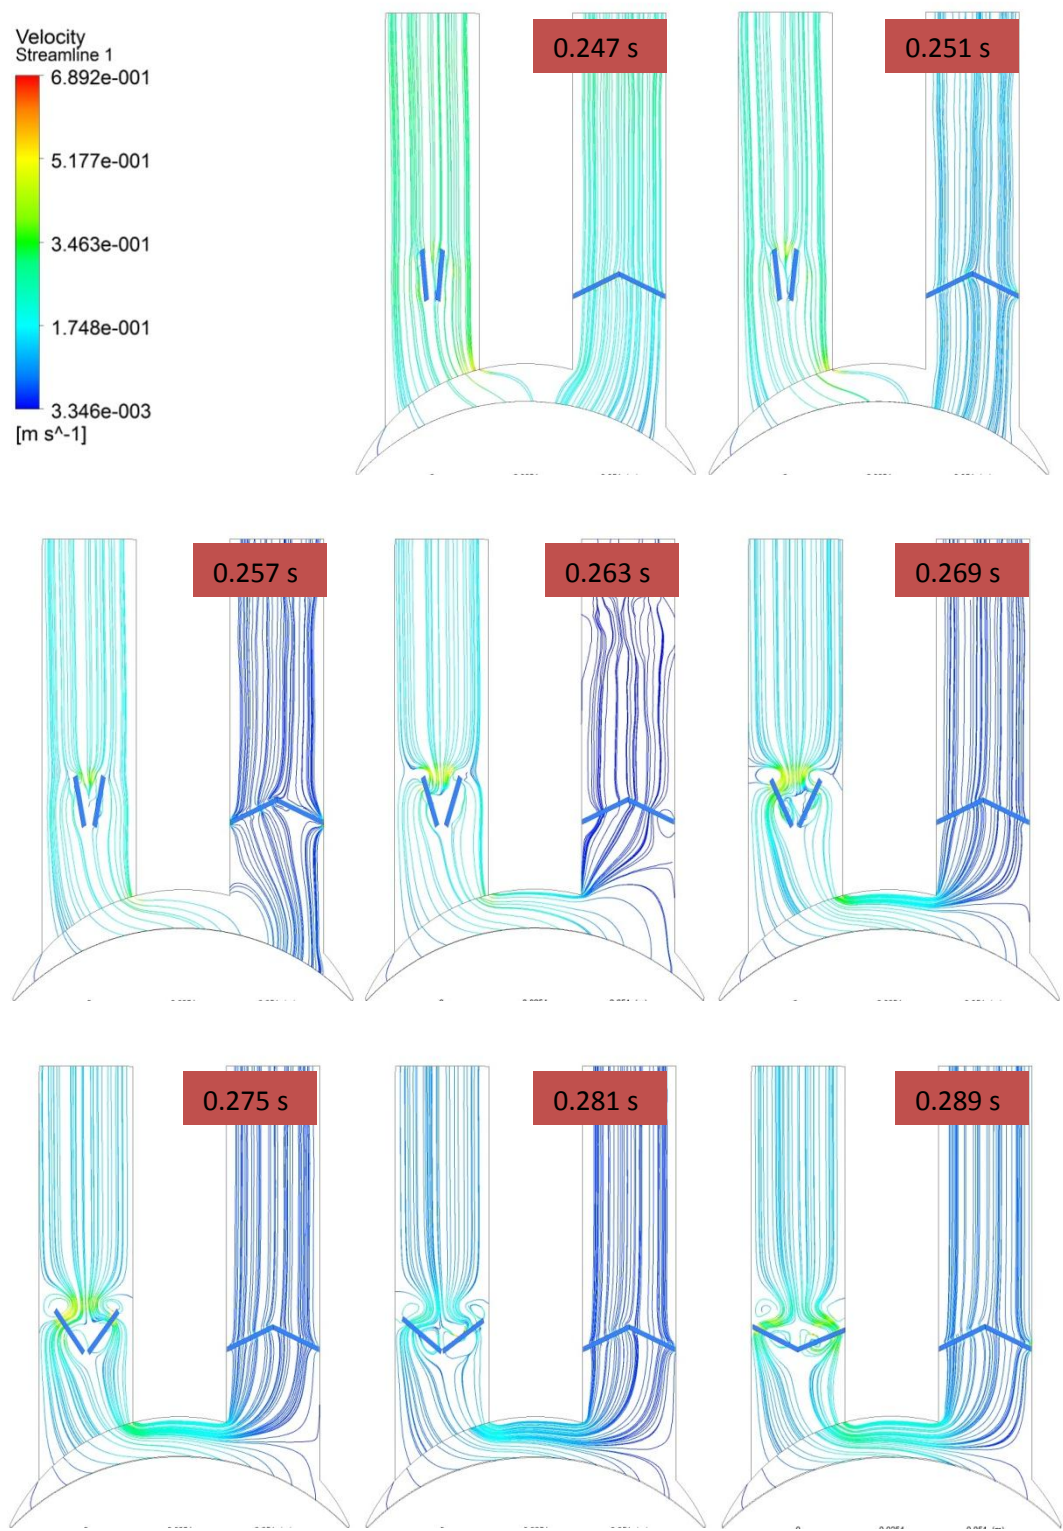 Velocity
Streamline 1
6.892e-001
5.177e-001
3.463e-001
1.748e-001
3.346e-003
[m s^-1]
0.247 s
0.251 s
0.257 s
0.263 s
0.269 s
0.275 s
0.281 s
0.289 s